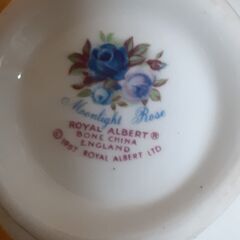 Moonlight Rose
ROYAL ALBERT®
BONE CHINA
ENGLAND
© 1987 ROYAL ALBERT LTD